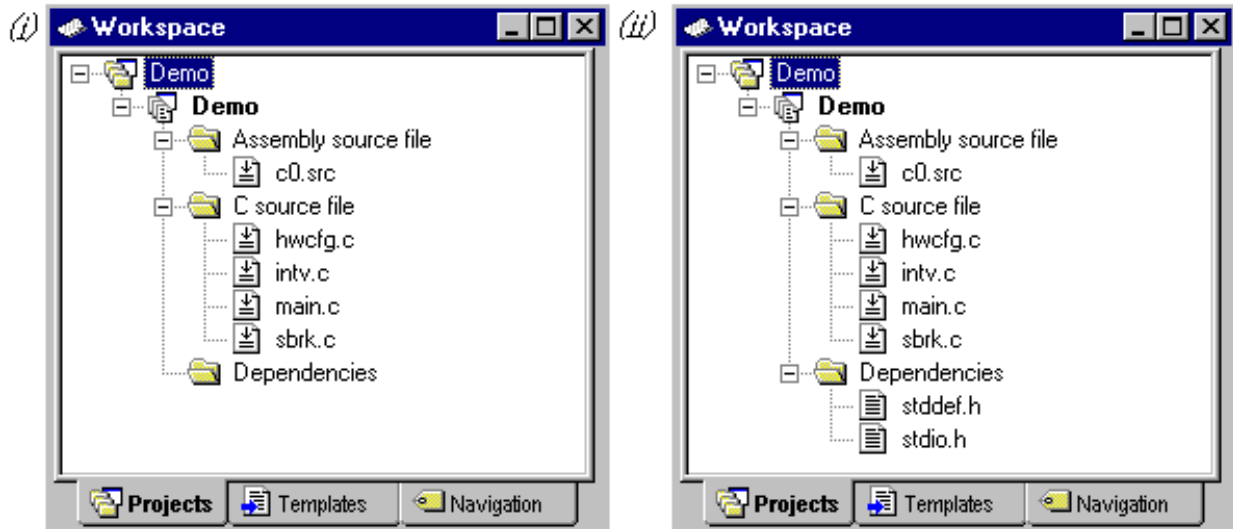 (i)
Workspace
Demo
Demo
Assembly source file
c0.src
C source file
hwcfg.c
intv.c
main.c
sbrk.c
Dependencies
Projects Templates Navigation
(ii)
Workspace
Demo
Demo
Assembly source file
c0.src
C source file
hwcfg.c
intv.c
main.c
sbrk.c
Dependencies
stddef.h
stdio.h
Projects Templates Navigation